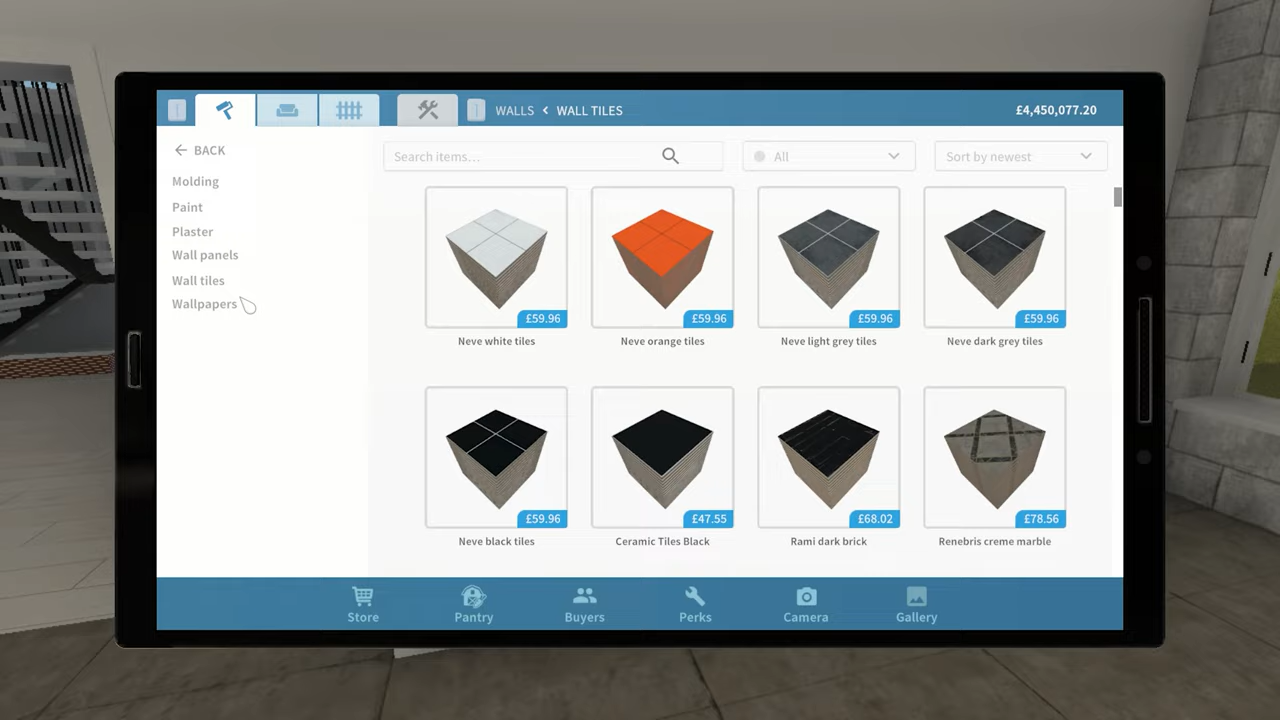 WALLS < WALL TILES
£4,450,077.20
BACK
Molding
Paint
Plaster
Wall panels
Wall tiles
Wallpapers
Search items...
All
Sort by newest
£59.96
£59.96
£59.96
£59.96
Neve white tiles
Neve orange tiles
Neve light grey tiles
Neve dark grey tiles
£59.96
£47.55
£68.02
£78.56
Neve black tiles
Ceramic Tiles Black
Rami dark brick
Renebris creme marble
Store
Pantry
Buyers
Perks
Camera
Gallery